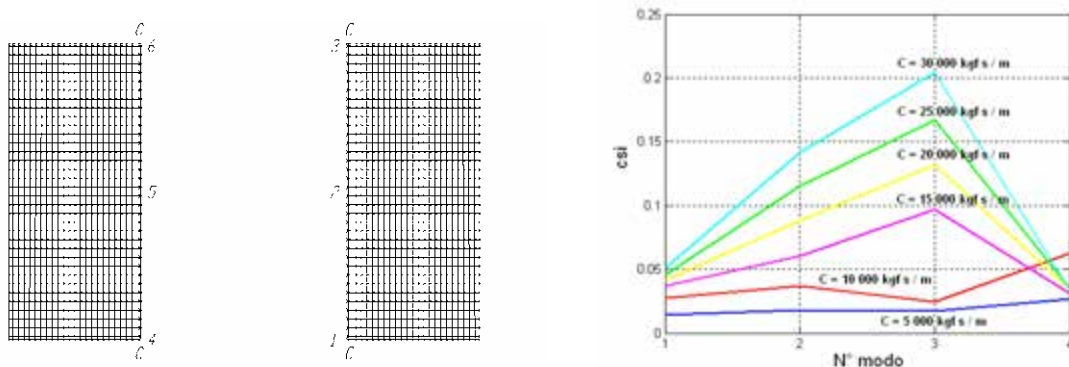 C
6
5
4
C
C
3
2
1
C
0.25
0.2
0.15
0.1
0.05
0
csi
C = 30 000 kgf s / m
C = 25 000 kgf s / m
C = 20 000 kgf s / m
C = 15 000 kgf s / m
C = 10 000 kgf s / m
C = 5 000 kgf s / m
1 2 3 4
N° modo